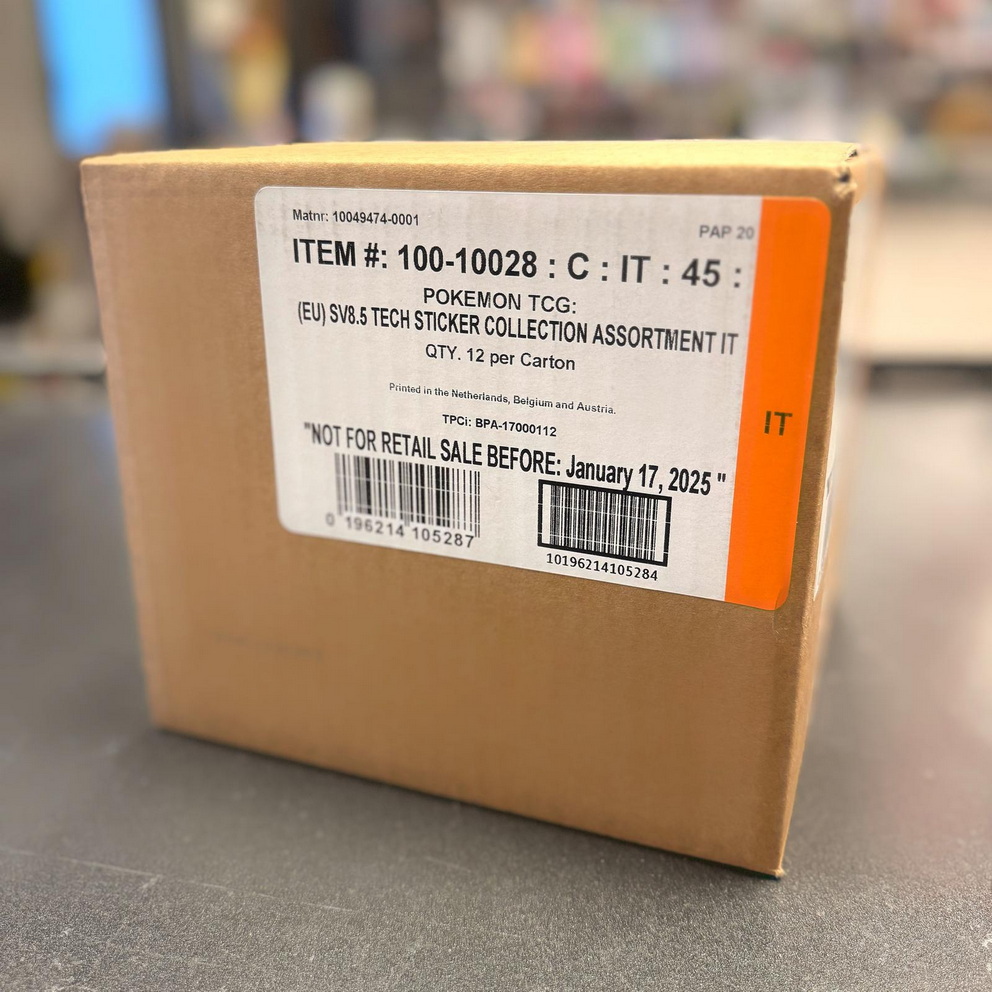 Matnr: 10049474-0001
PAP 20
ITEM #: 100-10028 : C : IT : 45 :
POKEMON TCG:
(EU) SV8.5 TECH STICKER COLLECTION ASSORTMENT IT
QTY. 12 per Carton
Printed in the Netherlands, Belgium and Austria.
TPCi: BPA-17000112
"NOT FOR RETAIL SALE BEFORE: January 17, 2025 "
IT
0 196214 105287
10196214105284